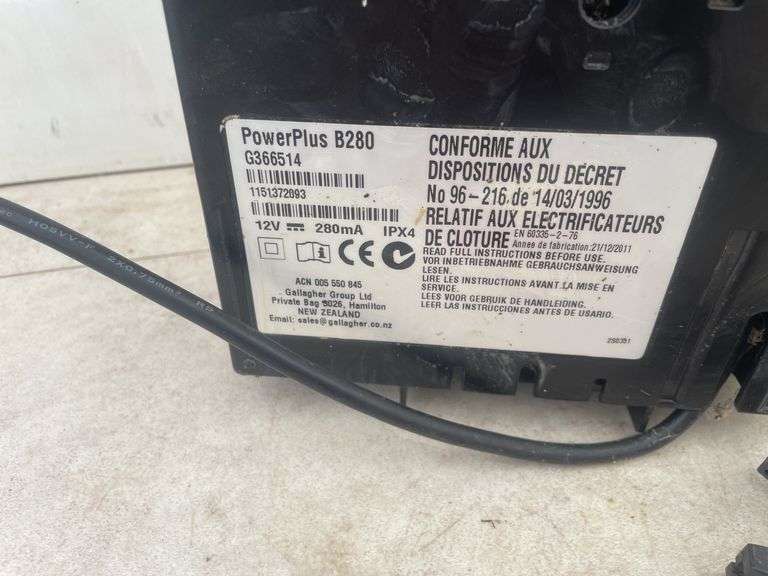 PowerPlus B280
G366514
1151372093
12V 280mA IPX4
ACN 005 550 845
Gallagher Group Ltd
Private Bag 3026, Hamilton
NEW ZEALAND
Email: sales@gallagher.co.nz
CONFORME AUX
DISPOSITIONS DU DÉCRET
No 96-216 de 14/03/1996
RELATIF AUX ELECTRIFICATEURS
DE CLOTURE EN 60335-2-76
Annee de fabrication: 21/12/2011
READ FULL INSTRUCTIONS BEFORE USE.
VOR INBETRIEBNAHME GEBRAUCHSANWEISUNG
LESEN.
LIRE LES INSTRUCTIONS AVANT LA MISE EN
SERVICE.
LEES VOOR GEBRUIK DE HANDLEIDING.
LEER LAS INSTRUCCIONES ANTES DE USARIO.
H05VV-F 2X0.75mm²